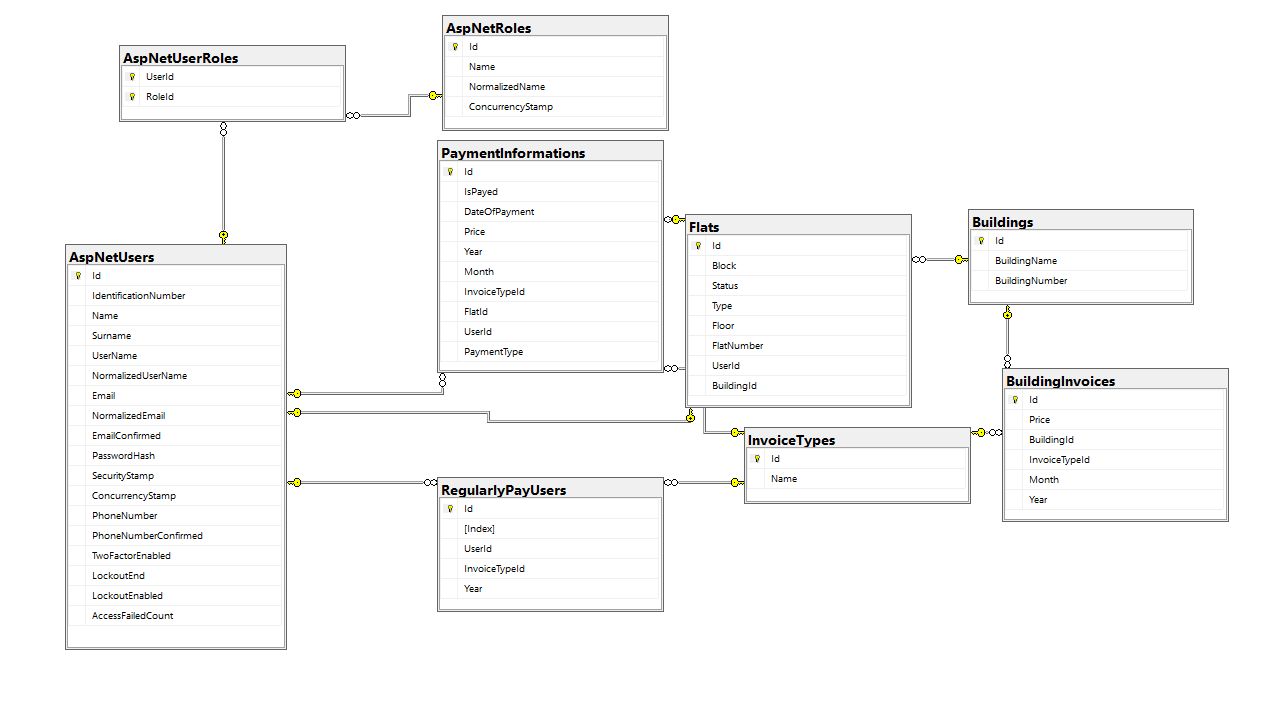 AspNetUserRoles
UserId
RoleId
AspNetRoles
Id
Name
NormalizedName
ConcurrencyStamp
PaymentInformations
Id
IsPayed
DateOfPayment
Price
Year
Month
InvoiceTypeId
FlatId
UserId
PaymentType
Flats
Id
Block
Status
Type
Floor
FlatNumber
UserId
BuildingId
Buildings
Id
BuildingName
BuildingNumber
AspNetUsers
Id
IdentificationNumber
Name
Surname
UserName
NormalizedUserName
Email
NormalizedEmail
EmailConfirmed
PasswordHash
SecurityStamp
ConcurrencyStamp
PhoneNumber
PhoneNumberConfirmed
TwoFactorEnabled
LockoutEnd
LockoutEnabled
AccessFailedCount
RegularlyPayUsers
Id
[Index]
UserId
InvoiceTypeId
Year
InvoiceTypes
Id
Name
BuildingInvoices
Id
Price
BuildingId
InvoiceTypeId
Month
Year